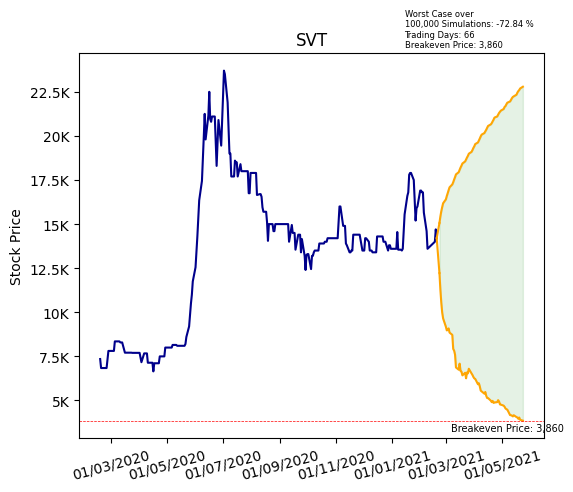 Worst Case over
100,000 Simulations: -72.84 %
Trading Days: 66
Breakeven Price: 3,860
SVT
Stock Price
22.5K
20K
17.5K
15K
12.5K
10K
7.5K
5K
Breakeven Price: 3,860
01/03/2020
01/05/2020
01/07/2020
01/09/2020
01/11/2020
01/01/2021
01/03/2021
01/05/2021